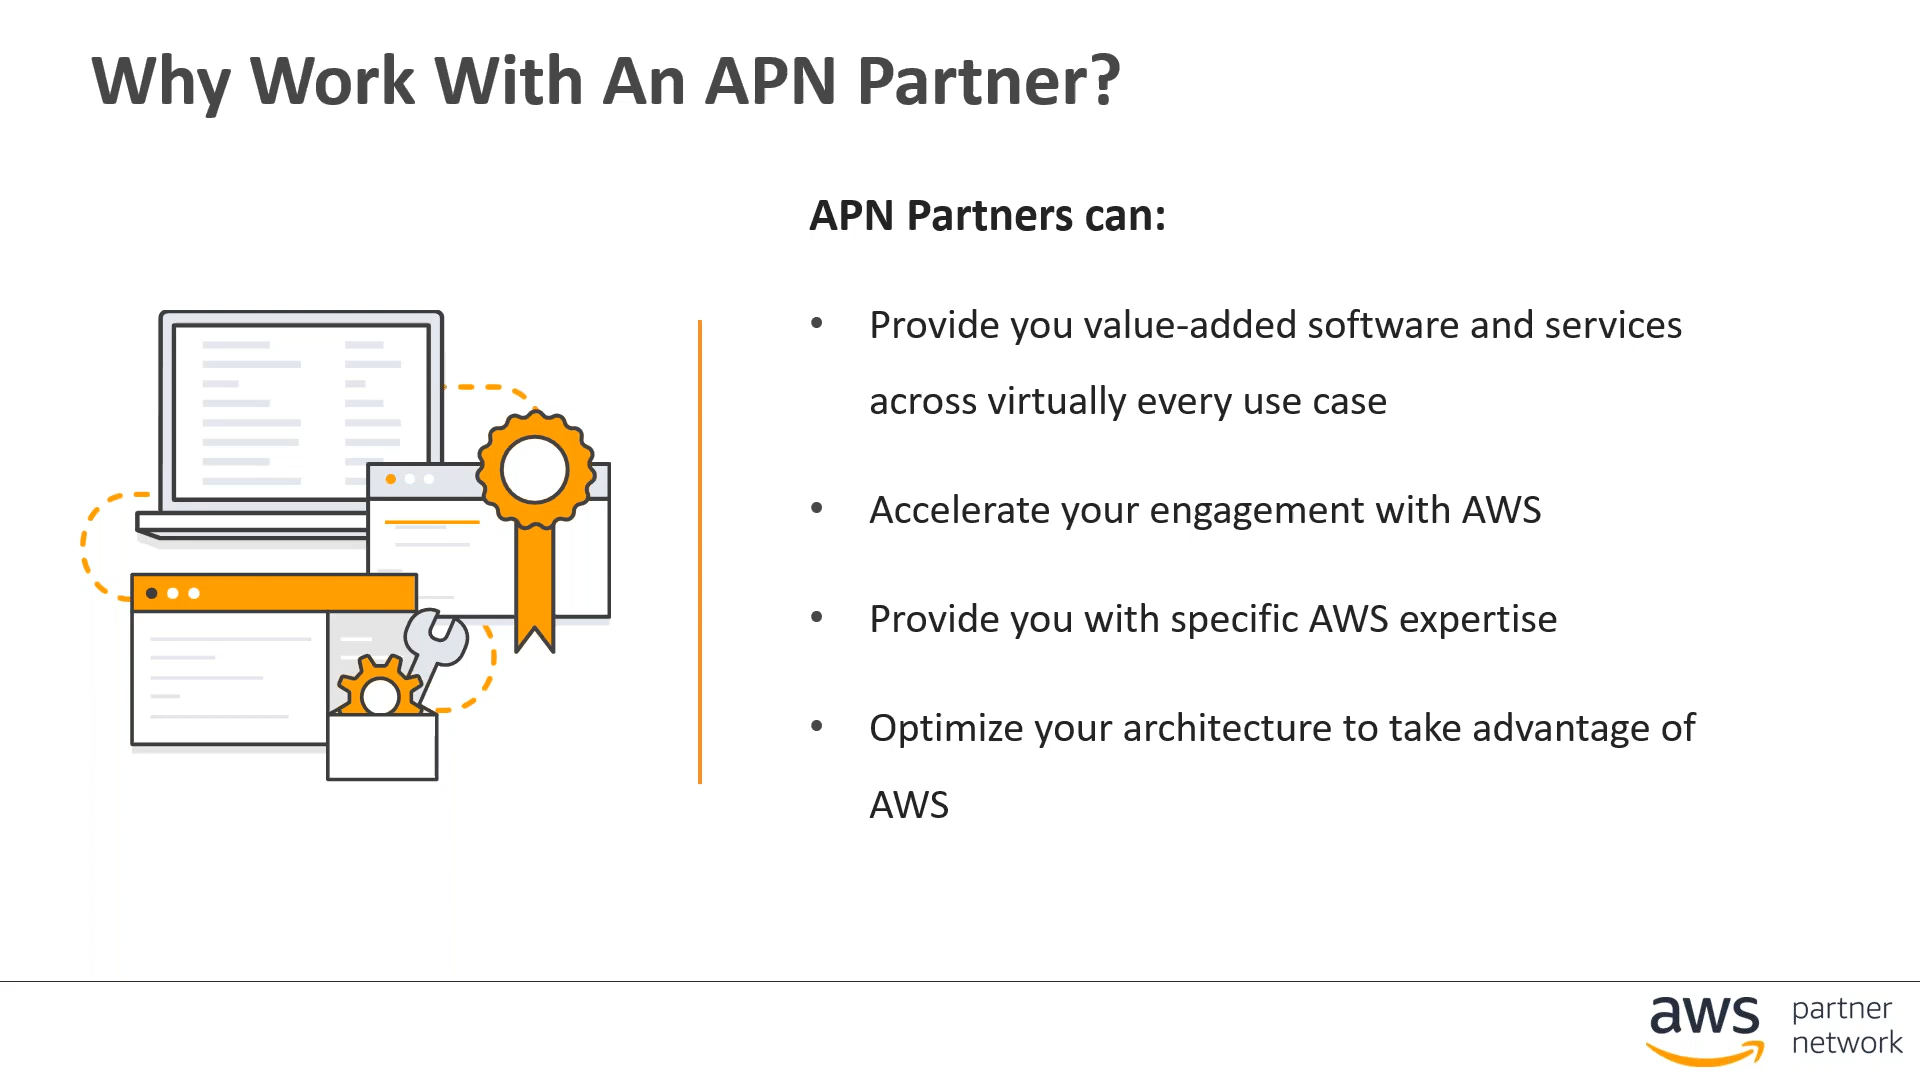 Why Work With An APN Partner?
APN Partners can:
• Provide you value-added software and services
across virtually every use case
• Accelerate your engagement with AWS
• Provide you with specific AWS expertise
• Optimize your architecture to take advantage of
AWS
aws partner
network